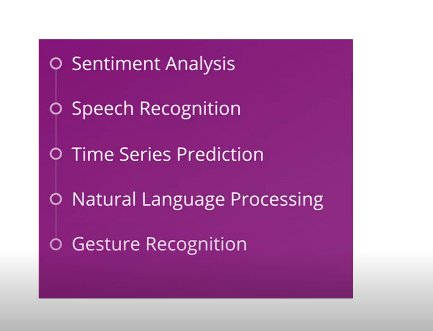 Sentiment Analysis
Speech Recognition
Time Series Prediction
Natural Language Processing
Gesture Recognition